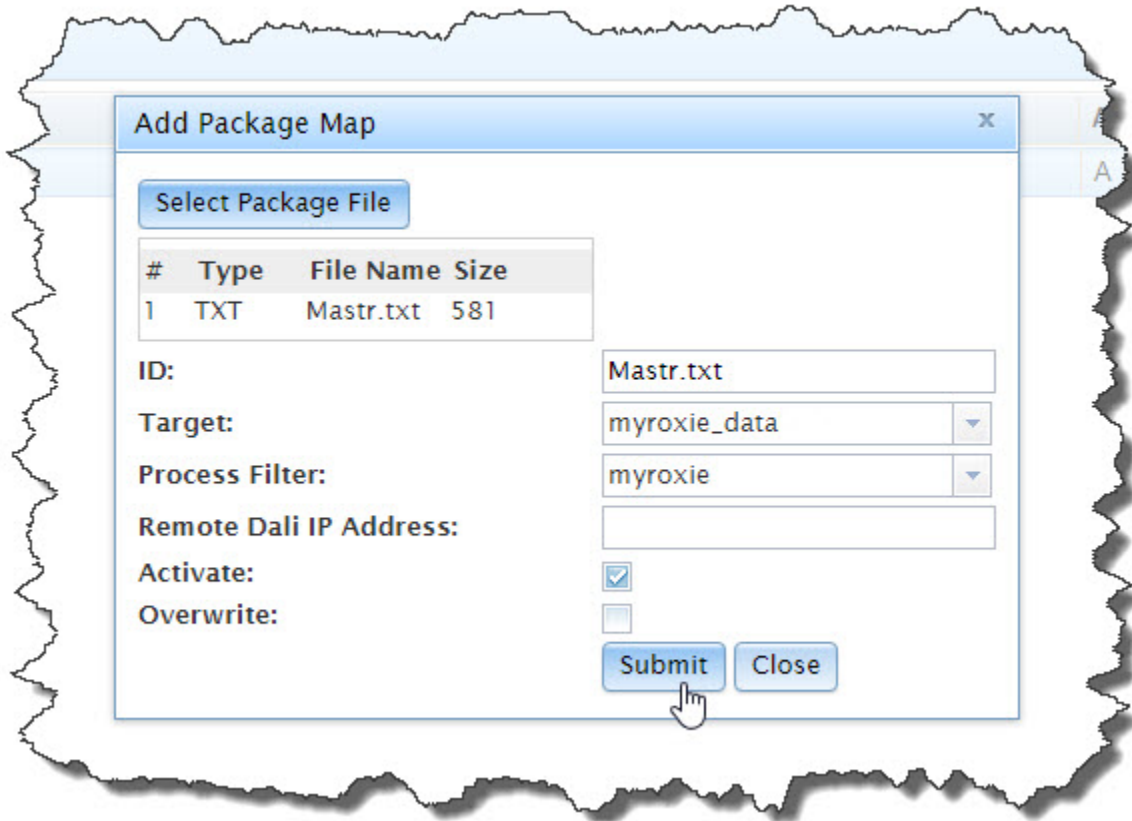 Add Package Map x
A
A
Select Package File
# Type File Name Size
1 TXT Mastr.txt 581
ID: Mastr.txt
Target: myroxie_data
Process Filter: myroxie
Remote Dali IP Address:
Activate:
Overwrite:
Submit Close